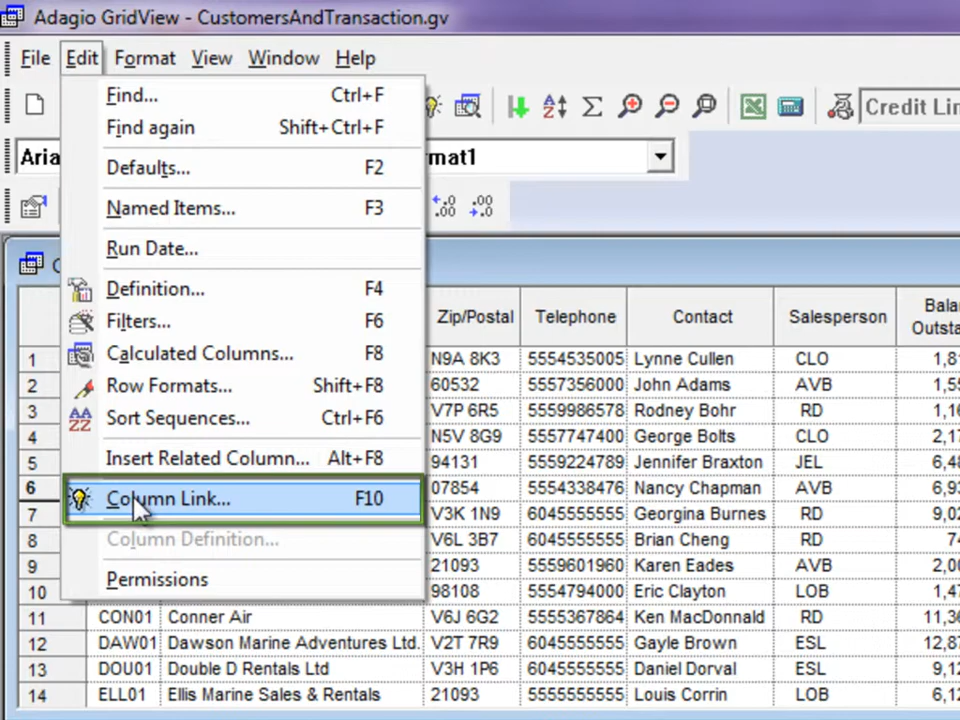 Adagio GridView - CustomersAndTransaction.gv
File Edit Format View Window Help
Credit
Find... Ctrl+F
Find again Shift+Ctrl+F
Defaults... F2
Named Items... F3
Run Date...
Definition... F4
Filters... F6
Calculated Columns... F8
Row Formats... Shift+F8
Sort Sequences... Ctrl+F6
Insert Related Column... Alt+F8
Column Link... F10
Column Definition...
Permissions
Zip/Postal Telephone Contact Salesperson
1 N9A 8K3 5554535005 Lynne Cullen CLO
2 60532 5557356000 John Adams AVB
3 V7P 6R5 5559986578 Rodney Bohr RD
4 N5V 8G9 5557747400 George Bolts CLO
5 94131 5559224789 Jennifer Braxton JEL
6 07854 5554338476 Nancy Chapman AVB
7 V3K 1N9 6045555555 Georgina Burnes RD
8 V6L 3B7 6045555555 Brian Cheng RD
9 21093 5559601960 Karen Eades AVB
10 98108 5554794000 Eric Clayton LOB
11 CON01 Conner Air V6J 6G2 5555367864 Ken MacDonald RD
12 DAW01 Dawson Marine Adventures Ltd. V2T 7R9 6045555555 Gayle Brown ESL
13 DOU01 Double D Rentals Ltd V3H 1P6 6045555555 Daniel Dorval ESL
14 ELL01 Ellis Marine Sales & Rentals 21093 5555555555 Louis Corrin LOB